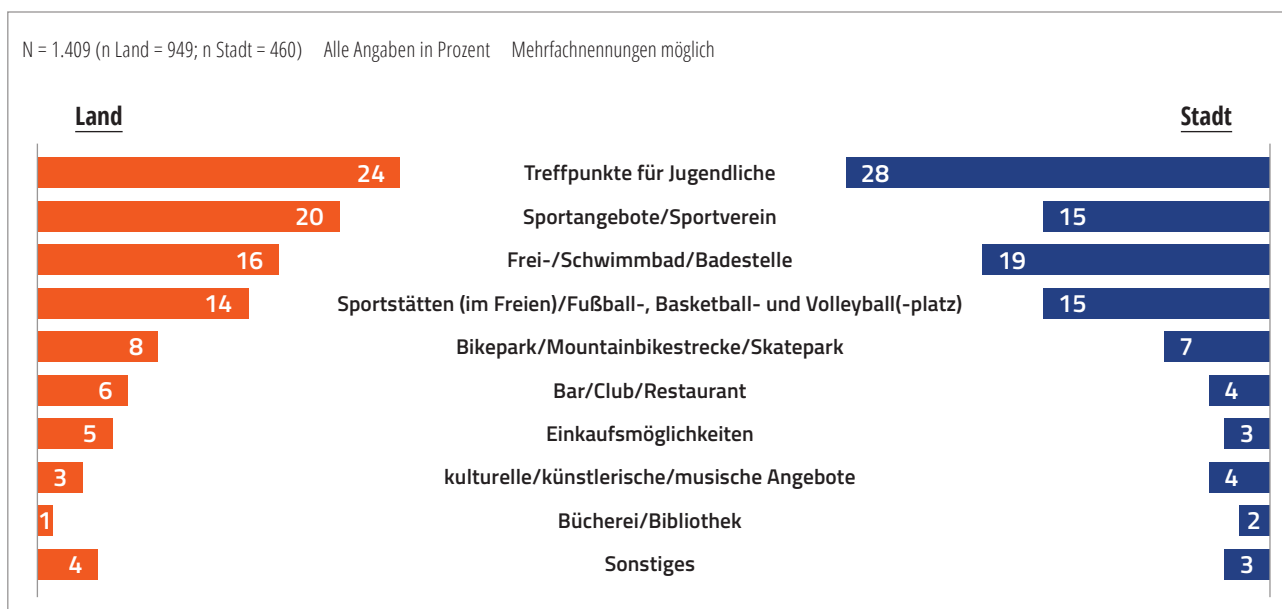 N = 1.409 (n Land = 949; n Stadt = 460) Alle Angaben in Prozent Mehrfachnennungen möglich
Land Stadt
24 Treffpunkte für Jugendliche 28
20 Sportangebote/Sportverein 15
16 Frei-/Schwimmbad/Badestelle 19
14 Sportstätten (im Freien)/Fußball-, Basketball- und Volleyball(-platz) 15
8 Bikepark/Mountainbikestrecke/Skatepark 7
6 Bar/Club/Restaurant 4
5 Einkaufsmöglichkeiten 3
3 kulturelle/künstlerische/musische Angebote 4
1 Bücherei/Bibliothek 2
4 Sonstiges 3